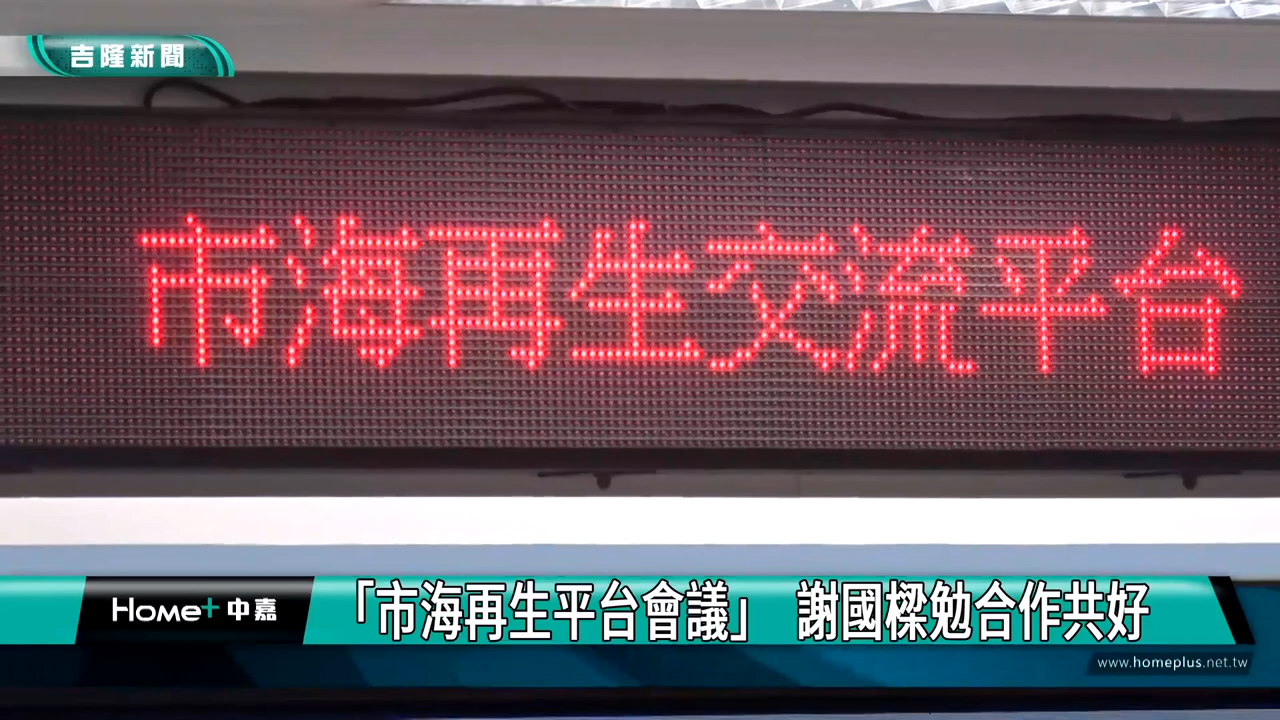 吉隆新聞
市海再生交流平台
「市海再生平台會議」 謝國樑勉合作共好
Home+ 中嘉
www.homeplus.net.tw